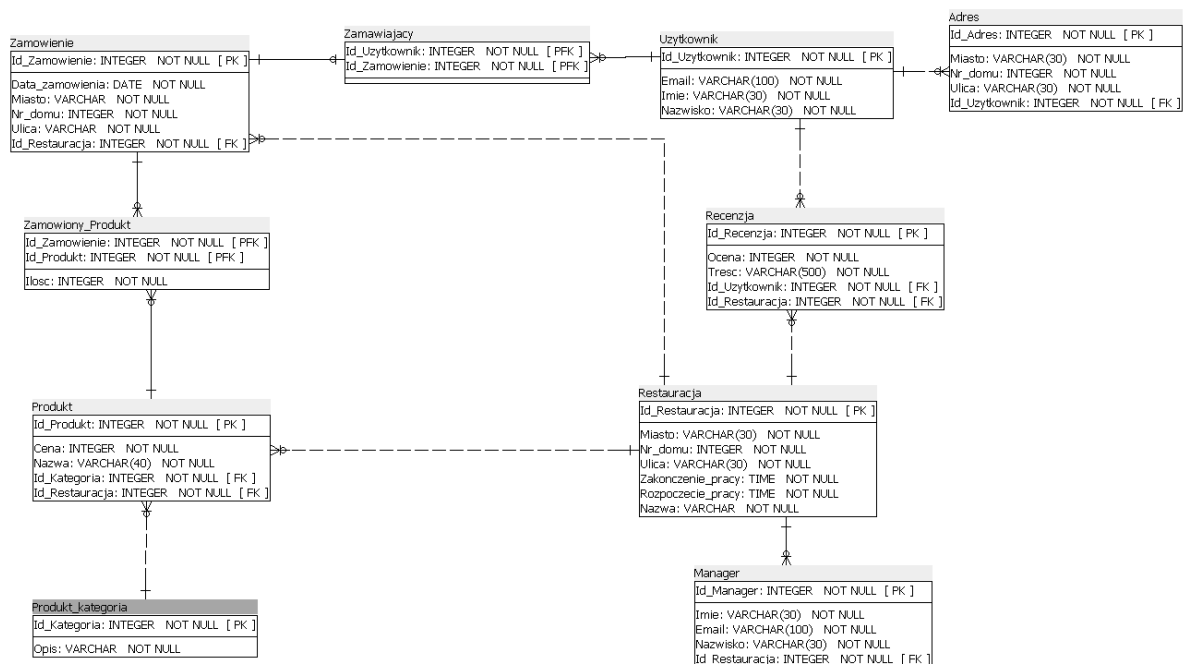 Zamowienie
Id_Zamowienie: INTEGER NOT NULL [ PK ]
Data_zamowienia: DATE NOT NULL
Miasto: VARCHAR NOT NULL
Nr_domu: INTEGER NOT NULL
Ulica: VARCHAR NOT NULL
Id_Restauracja: INTEGER NOT NULL [ FK ]
Zamawiajacy
Id_Uzytkownik: INTEGER NOT NULL [ PFK ]
Id_Zamowienie: INTEGER NOT NULL [ PFK ]
Uzytkownik
Id_Uzytkownik: INTEGER NOT NULL [ PK ]
Email: VARCHAR(100) NOT NULL
Imie: VARCHAR(30) NOT NULL
Nazwisko: VARCHAR(30) NOT NULL
Adres
Id_Adres: INTEGER NOT NULL [ PK ]
Miasto: VARCHAR(30) NOT NULL
Nr_domu: INTEGER NOT NULL
Ulica: VARCHAR(30) NOT NULL
Id_Uzytkownik: INTEGER NOT NULL [ FK ]
Zamowiony_Produkt
Id_Zamowienie: INTEGER NOT NULL [ PFK ]
Id_Produkt: INTEGER NOT NULL [ PFK ]
Ilosc: INTEGER NOT NULL
Recenzja
Id_Recenzja: INTEGER NOT NULL [ PK ]
Ocena: INTEGER NOT NULL
Tresc: VARCHAR(500) NOT NULL
Id_Uzytkownik: INTEGER NOT NULL [ FK ]
Id_Restauracja: INTEGER NOT NULL [ FK ]
Produkt
Id_Produkt: INTEGER NOT NULL [ PK ]
Cena: INTEGER NOT NULL
Nazwa: VARCHAR(40) NOT NULL
Id_Kategoria: INTEGER NOT NULL [ FK ]
Id_Restauracja: INTEGER NOT NULL [ FK ]
Restauracja
Id_Restauracja: INTEGER NOT NULL [ PK ]
Miasto: VARCHAR(30) NOT NULL
Nr_domu: INTEGER NOT NULL
Ulica: VARCHAR(30) NOT NULL
Zakonczenie_pracy: TIME NOT NULL
Rozpoczecie_pracy: TIME NOT NULL
Nazwa: VARCHAR NOT NULL
Produkt_kategoria
Id_Kategoria: INTEGER NOT NULL [ PK ]
Opis: VARCHAR NOT NULL
Manager
Id_Manager: INTEGER NOT NULL [ PK ]
Imie: VARCHAR(30) NOT NULL
Email: VARCHAR(100) NOT NULL
Nazwisko: VARCHAR(30) NOT NULL
Id_Restauracja: INTEGER NOT NULL [ FK ]